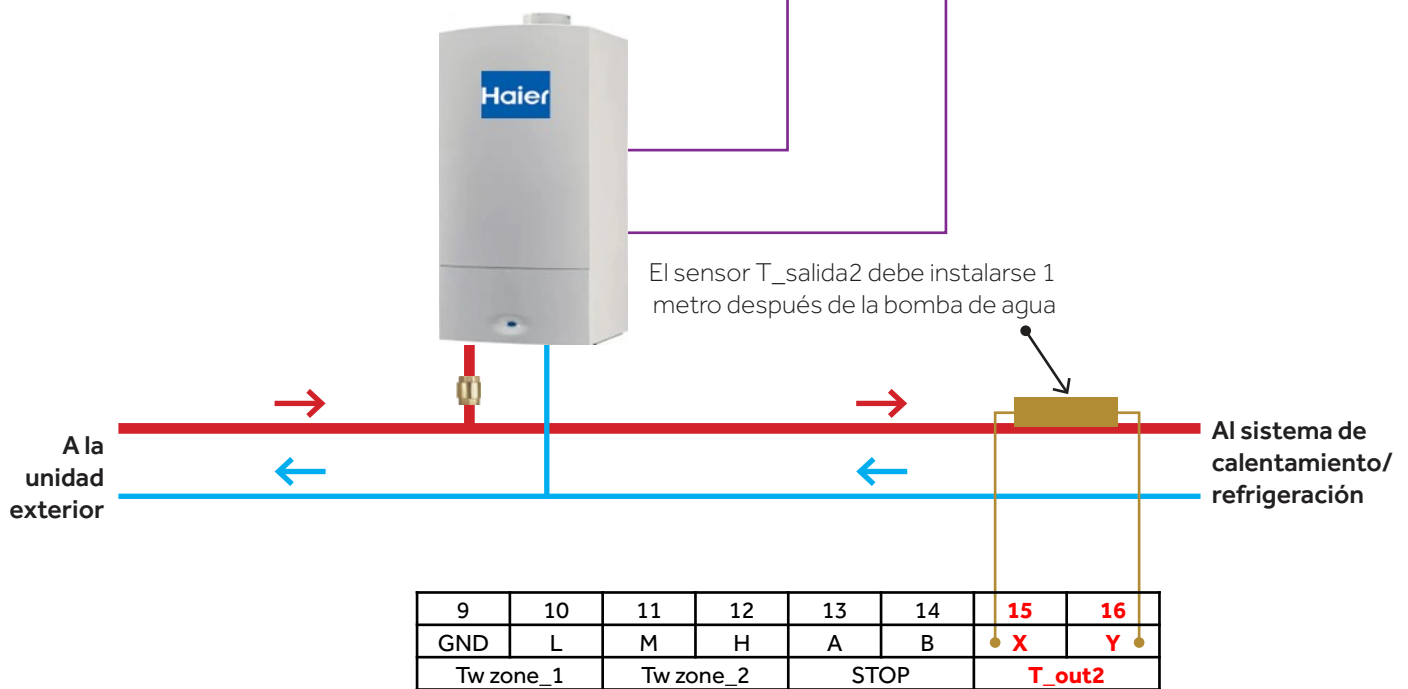 Haier
El sensor T_salida2 debe instalarse 1
metro después de la bomba de agua
A la
unidad
exterior
Al sistema de
calentamiento/
refrigeración
9 10 11 12 13 14 15 16
GND L M H A B X Y
Tw zone_1 Tw zone_2 STOP T_out2